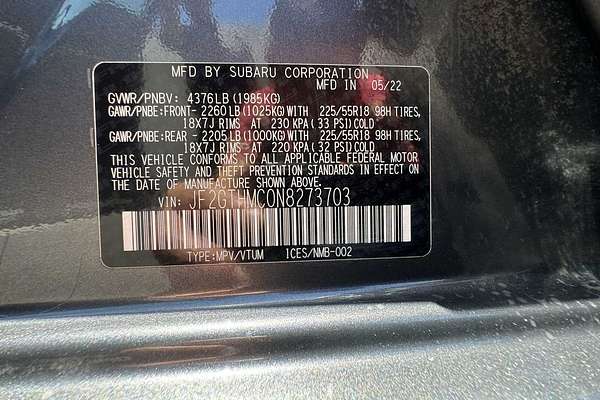 MFD BY SUBARU CORPORATION
MFD IN 05/22
GVWR/PNBV: 4376LB (1985KG)
GAWR/PNBE:FRONT- 2260LB (1025KG) WITH 225/55R18 98H TIRES,
18X7J RIMS AT 230 KPA (33 PSI) COLD
GAWR/PNBE:REAR - 2205LB (1000KG) WITH 225/55R18 98H TIRES,
18X7J RIMS AT 220 KPA (32 PSI) COLD
THIS VEHICLE CONFORMS TO ALL APPLICABLE FEDERAL MOTOR
VEHICLE SAFETY AND THEFT PREVENTION STANDARDS IN EFFECT ON
THE DATE OF MANUFACTURE SHOWN ABOVE.
VIN: JF2GTHMC0N8273703
TYPE:MPV/VTUM ICES/NMB-002